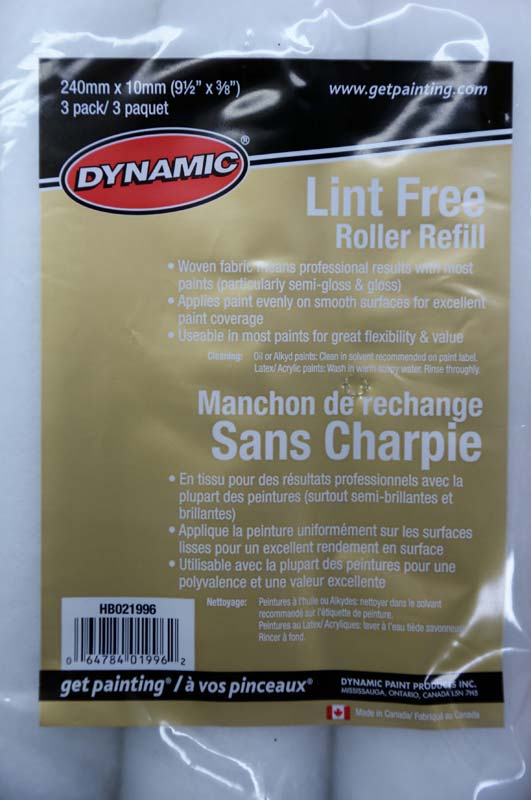 240mm x 10mm (9½” x ⅜”)
3 pack/ 3 paquet
www.getpainting.com
DYNAMIC®
Lint Free
Roller Refill
• Woven fabric means professional results with most
paints (particularly semi-gloss & gloss)
• Applies paint evenly on smooth surfaces for excellent
paint coverage
• Useable in most paints for great flexibility & value
Cleaning: Oil or Alkyd paints: Clean in solvent recommended on paint label.
Latex/ Acrylic paints: Wash in warm soapy water. Rinse throughly.
Manchon de rechange
Sans Charpie
• En tissu pour des résultats professionnels avec la
plupart des peintures (surtout semi-brillantes et
brillantes)
• Applique la peinture uniformément sur les surfaces
lisses pour un excellent rendement en surface
• Utilisable avec la plupart des peintures pour une
polyvalence et une valeur excellente
Nettoyage: Peintures à l'huile ou Alkydes: nettoyer dans le solvant
recommandé sur l'étiquette de peinture.
Peintures au Latex/ Acryliques: laver à l'eau tiède savonneuse.
Rincer à fond.
HB021996
0 64784 01996 2
get painting® / à vos pinceaux®
DYNAMIC PAINT PRODUCTS INC.
MISSISSAUGA, ONTARIO, CANADA L5N 7H5
Made in Canada/ Fabriqué au Canada